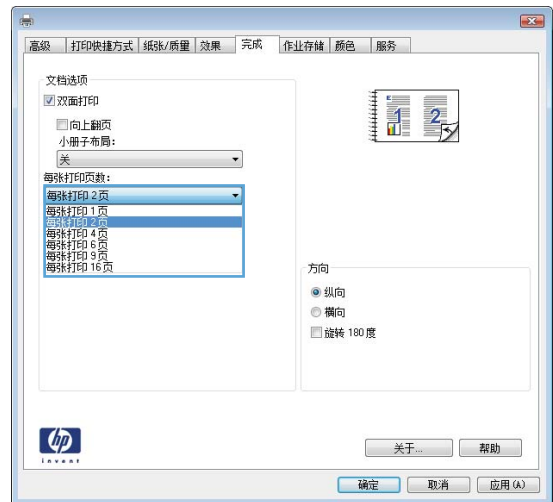 高级 打印快捷方式 纸张/质量 效果 完成 作业存储 颜色 服务
文档选项
双面打印
向上翻页
小册子布局:
关
每张打印页数:
每张打印 2 页
每张打印 1 页
每张打印 2 页
每张打印 4 页
每张打印 6 页
每张打印 9 页
每张打印 16 页
1 2
方向
纵向
横向
旋转 180 度
hp
invent
关于... 帮助
确定 取消 应用 (A)